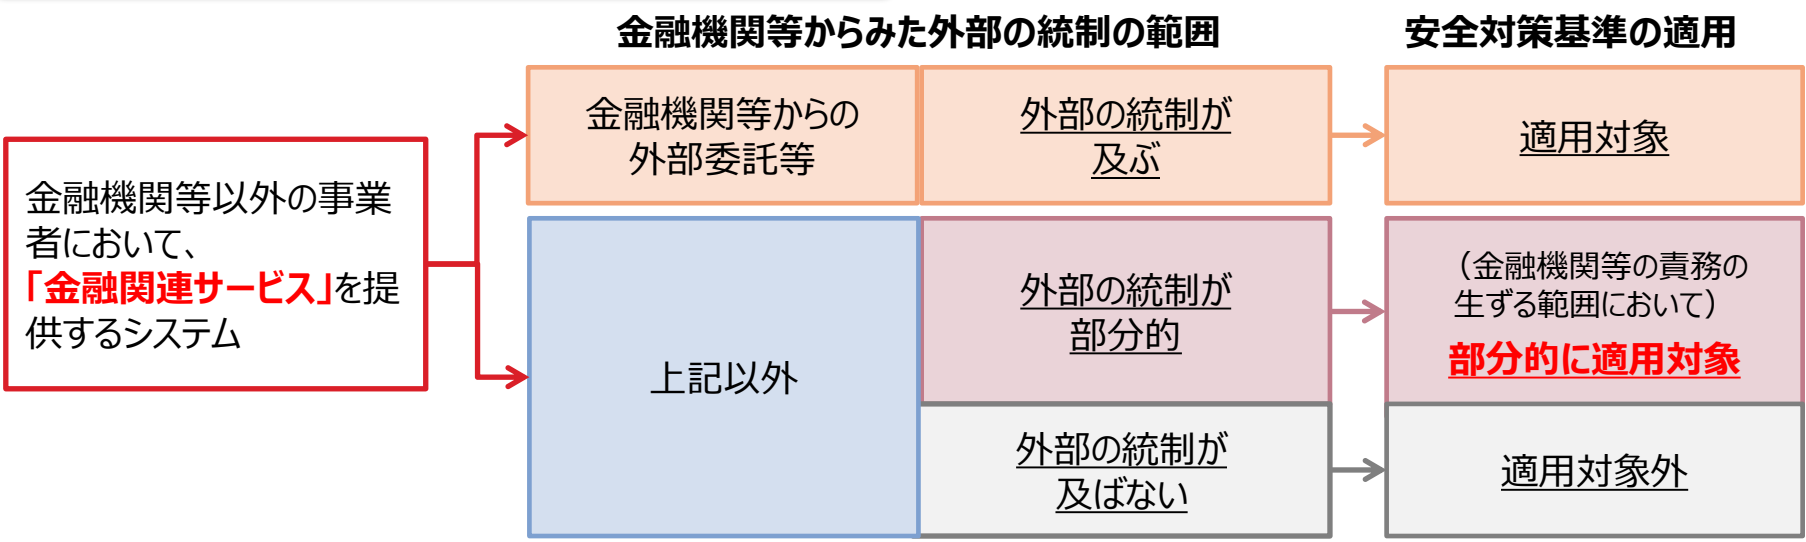 金融機関等からみた外部の統制の範囲
安全対策基準の適用
金融機関等以外の事業
者において、
「金融関連サービス」を提
供するシステム
金融機関等からの
外部委託等
外部の統制が
及ぶ
適用対象
上記以外
外部の統制が
部分的
（金融機関等の責務の
生ずる範囲において）
部分的に適用対象
外部の統制が
及ばない
適用対象外